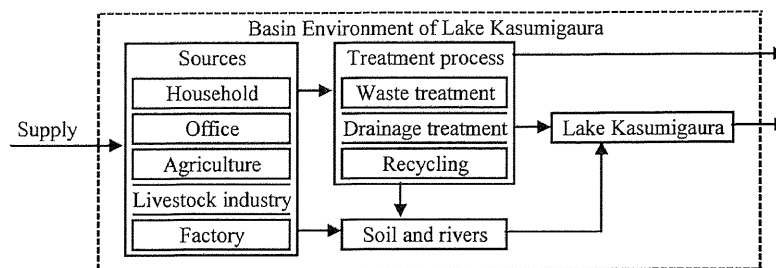 Basin Environment of Lake Kasumigaura
Supply
Sources
Household
Office
Agriculture
Livestock industry
Factory
Treatment process
Waste treatment
Drainage treatment
Recycling
Soil and rivers
Lake Kasumigaura